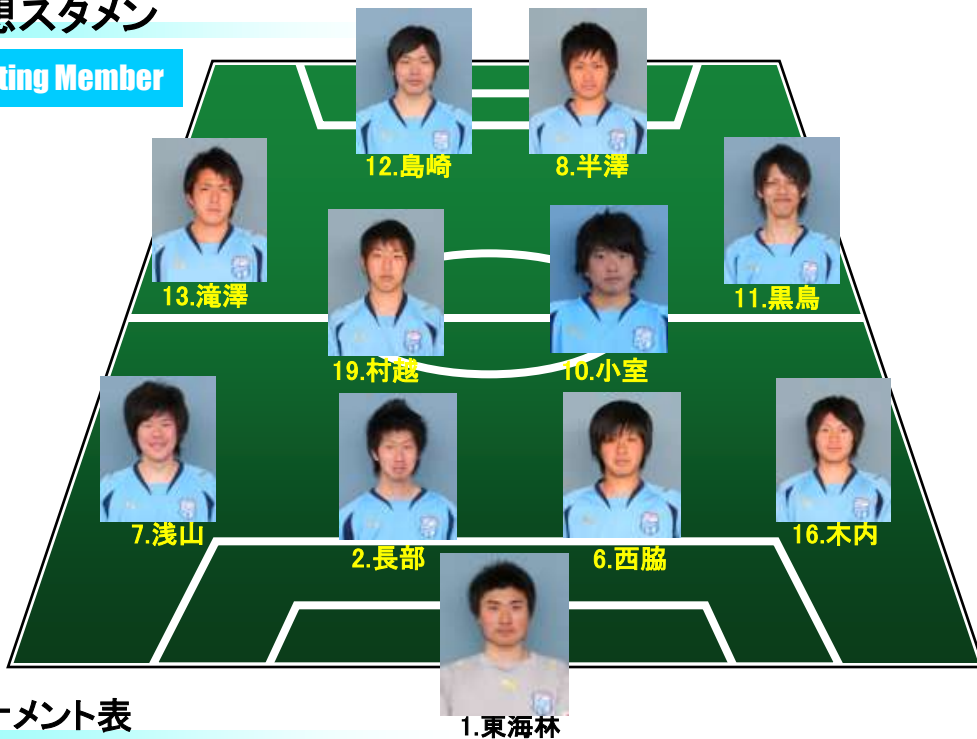 想スタメン
ting Member
12.島崎
8.半澤
13.滝澤
11.黒鳥
19.村越
10.小室
7.浅山
2.長部
6.西脇
16.木内
1.東海林
ナメント表